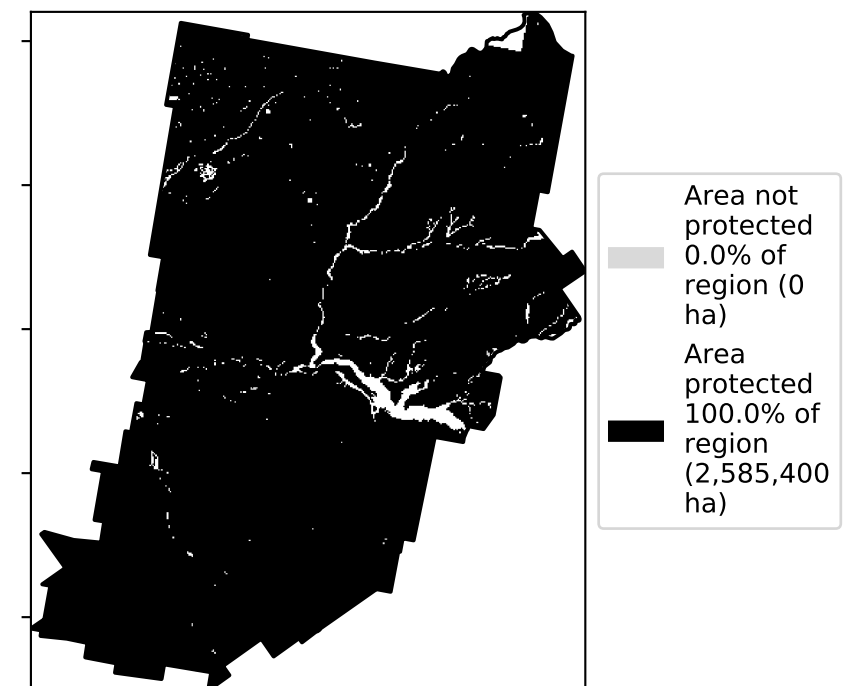 Area not
protected
0.0% of
region (0
ha)
Area
protected
100.0% of
region
(2,585,400
ha)